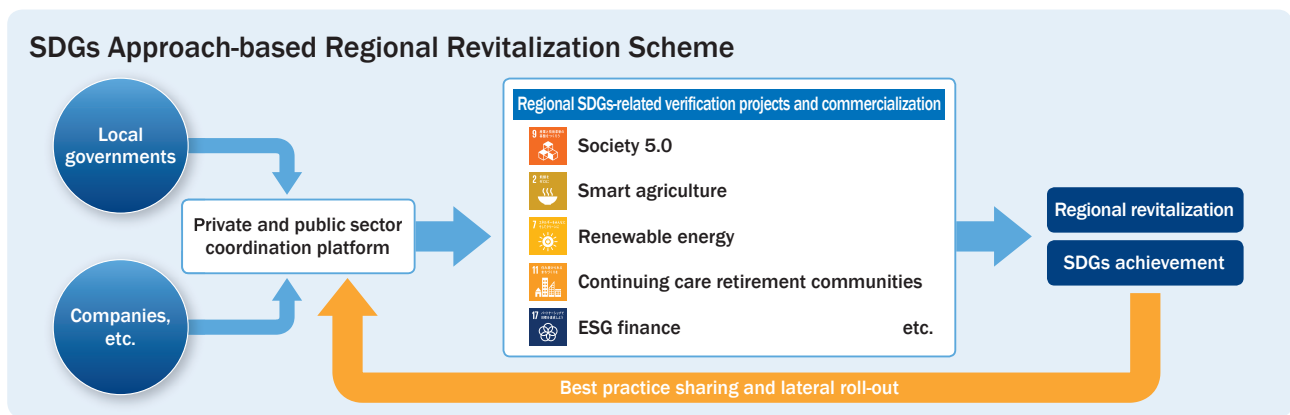 SDGs Approach-based Regional Revitalization Scheme
Local
governments
Companies,
etc.
Private and public sector
coordination platform
Regional SDGs-related verification projects and commercialization
9
Society 5.0
2
Smart agriculture
7
Renewable energy
11
Continuing care retirement communities
17
ESG finance etc.
Regional revitalization
SDGs achievement
Best practice sharing and lateral roll-out